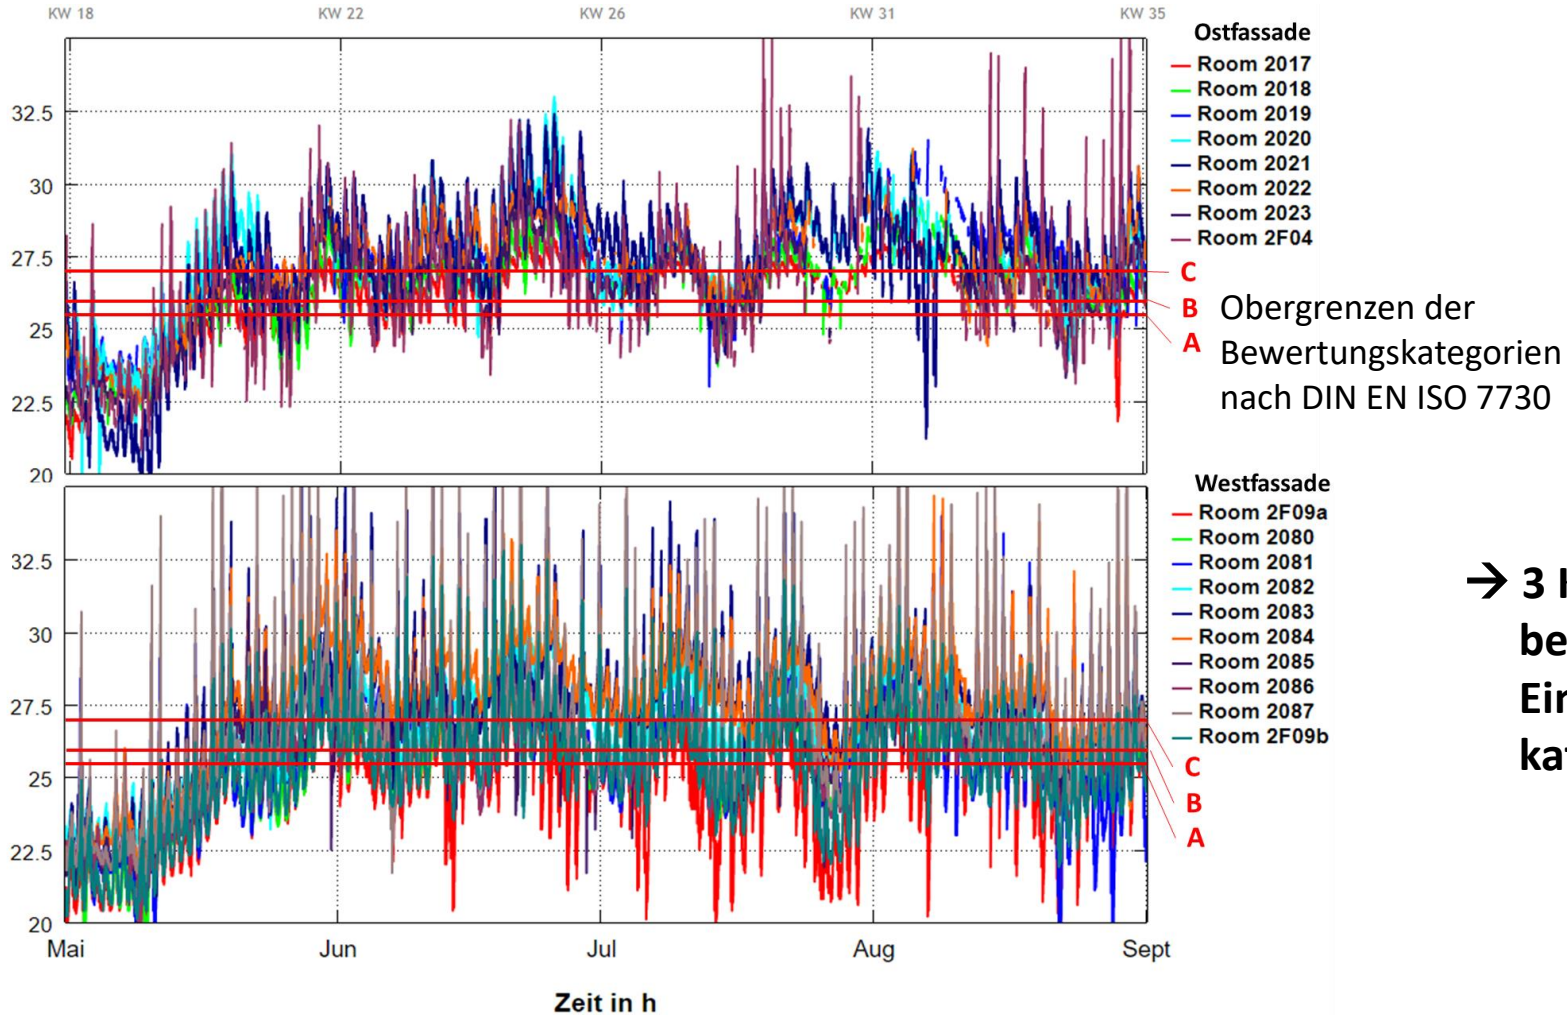 KW 18 KW 22 KW 26 KW 31 KW 35
Ostfassade
Room 2017
Room 2018
Room 2019
Room 2020
Room 2021
Room 2022
Room 2023
Room 2F04
32.5
30
27.5
25
22.5
20
C
B
A
Obergrenzen der
Bewertungskategorien
nach DIN EN ISO 7730
Westfassade
Room 2F09a
Room 2080
Room 2081
Room 2082
Room 2083
Room 2084
Room 2085
Room 2086
Room 2087
Room 2F09b
32.5
30
27.5
25
22.5
20
C
B
A
Mai Jun Jul Aug Sept
Zeit in h
→ 3
be
Ein
ka